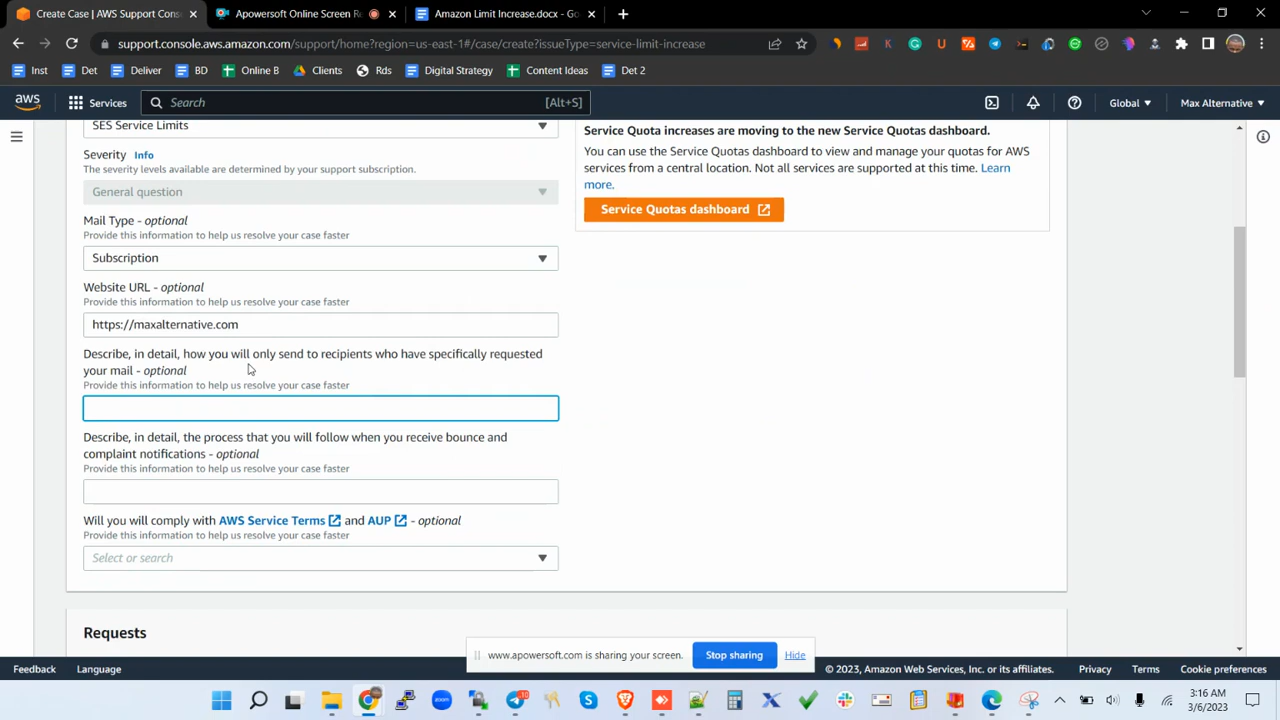 Create Case | AWS Support Cons
Apowersoft Online Screen Re
Amazon Limit Increase.docx - Go
support.console.aws.amazon.com/support/home?region=us-east-1#/case/create?issueType=service-limit-increase
Inst
Det
Deliver
BD
Online B
Clients
Rds
Digital Strategy
Content Ideas
Det 2
aws
Services
Search
[Alt+S]
Global
Max Alternative
SES Service Limits
Severity Info
The severity levels available are determined by your support subscription.
General question
Mail Type - optional
Provide this information to help us resolve your case faster
Subscription
Website URL - optional
Provide this information to help us resolve your case faster
https://maxalternative.com
Describe, in detail, how you will only send to recipients who have specifically requested
your mail - optional
Provide this information to help us resolve your case faster
Describe, in detail, the process that you will follow when you receive bounce and
complaint notifications - optional
Provide this information to help us resolve your case faster
Will you will comply with AWS Service Terms and AUP - optional
Provide this information to help us resolve your case faster
Select or search
Service Quota increases are moving to the new Service Quotas dashboard.
You can use the Service Quotas dashboard to view and manage your quotas for AWS
services from a central location. Not all services are supported at this time. Learn
more.
Service Quotas dashboard
Requests
www.apowersoft.com is sharing your screen.
Stop sharing
Hide
Feedback
Language
© 2023, Amazon Web Services, Inc. or its affiliates.
Privacy
Terms
Cookie preferences
3:16 AM
3/6/2023